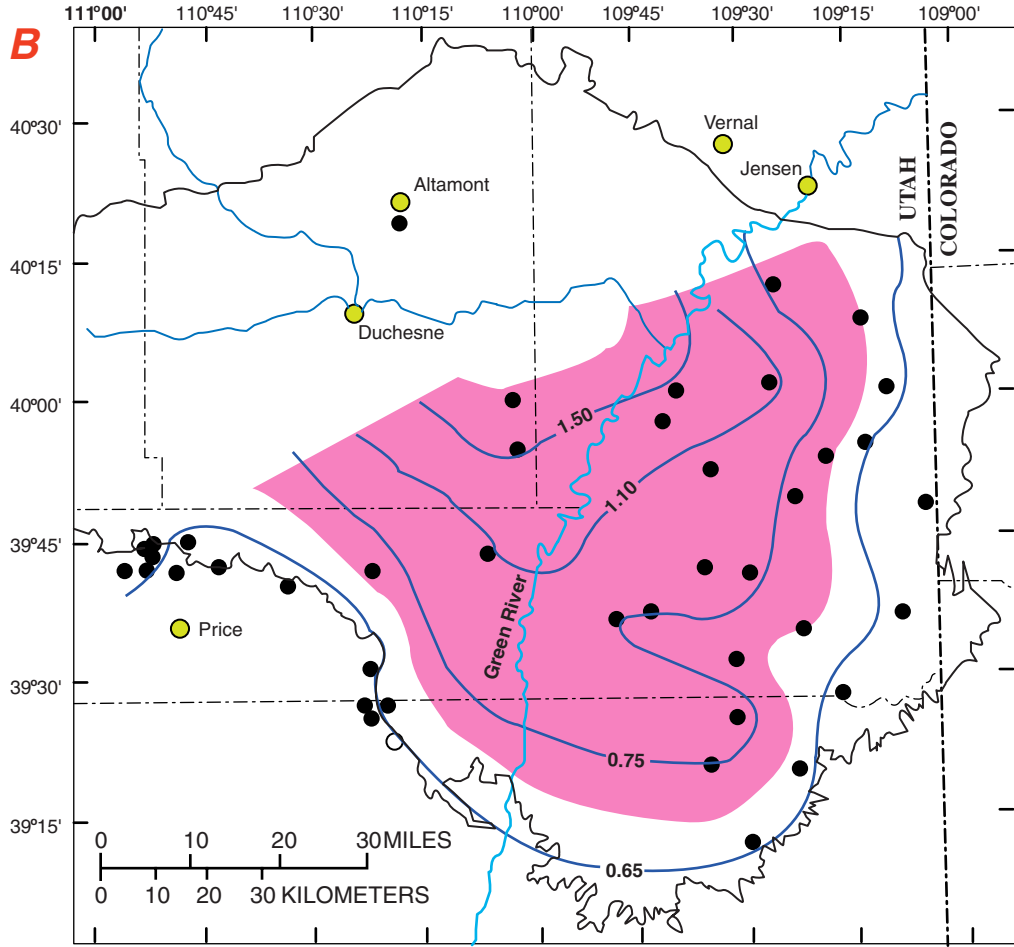 B
111°00' 110°45' 110°30' 110°15' 110°00' 109°45' 109°30' 109°15' 109°00'
40°30'
40°15'
40°00'
39°45'
39°30'
39°15'
Vernal
Jensen
Altamont
UTAH
COLORADO
Duchesne
1.50
1.10
Green River
Price
0.75
0.65
0 10 20 30 MILES
0 10 20 30 KILOMETERS